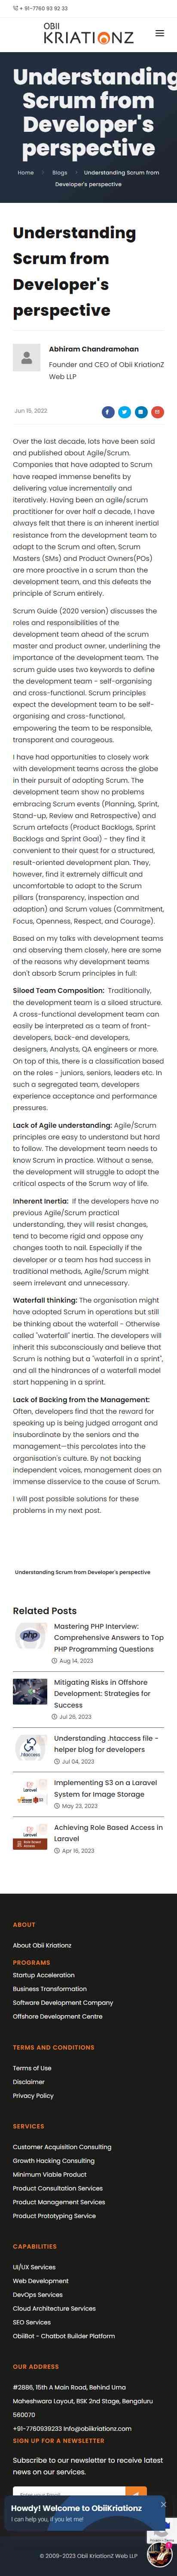 + 91-7760 93 92 33
OBII
KRIATIONZ
Understanding
Scrum from
Developer's
perspective
Home
Blogs
Understanding Scrum from
Developer's perspective
Understanding
Scrum from
Developer's
perspective
Abhiram Chandramohan
Founder and CEO of Obii KriationZ
Web LLP
Jun 15, 2022
Over the last decade, lots have been said
and published about Agile/Scrum.
Companies that have adapted to Scrum
have reaped immense benefits by
delivering value incrementally and
iteratively. Having been an agile/scrum
practitioner for over half a decade, I have
always felt that there is an inherent inertial
resistance from the development team to
adapt to the Scrum and often, Scrum
Masters (SMs) and Product Owners(POs)
are more proactive in a scrum than the
development team, and this defeats the
principle of Scrum entirely.
Scrum Guide (2020 version) discusses the
roles and responsibilities of the
development team ahead of the scrum
master and product owner, underlining the
importance of the development team. The
scrum guide uses two keywords to define
the development team - self-organising
and cross-functional. Scrum principles
expect the development team to be self-
organising and cross-functional,
empowering the team to be responsible,
transparent and courageous.
I have had opportunities to closely work
with development teams across the globe
in their pursuit of adopting Scrum. The
development team show no problems
embracing Scrum events (Planning, Sprint,
Stand-up, Review and Retrospective) and
Scrum artefacts (Product Backlogs, Sprint
Backlogs and Sprint Goal) - they find it
convenient to their career to a structured,
result-oriented development plan. They,
however, find it extremely difficult and
uncomfortable to adapt to the Scrum
pillars (transparency, inspection and
adaptation) and Scrum values (Commitment,
Focus, Openness, Respect, and Courage).
Based on my talks with development teams
and observing them closely, here are some
of the reasons why development teams
don't absorb Scrum principles in full:
Siloed Team Composition: Traditionally,
the development team is a siloed structure.
A cross-functional development team can
easily be interpreted as a team of front-
end developers, back-end developers,
designers, Analysts, QA engineers or more.
On top of this, there is classification based
on the roles - juniors, seniors, leaders etc. In
such a segregated team, developers
experience acceptance and performance
pressures.
Lack of Agile understanding: Agile/Scrum
principles are easy to understand but hard
to follow. The development team needs to
know Scrum in practice. Without a sense,
the development will struggle to adopt the
critical aspects of the Scrum way of life.
Inherent Inertia: If the developers have no
previous Agile/Scrum practical
understanding, they will resist changes,
tend to become rigid and oppose any
changes tooth to nail. Especially if the
developer or a team has had success in
traditional methods, Agile/Scrum might
seem irrelevant and unnecessary.
Waterfall thinking: The organisation might
have adopted Scrum in operations but still
be thinking about the waterfall - Otherwise
called "waterfall" inertia. The developers will
inherit this subconsciously and believe that
Scrum is nothing but a "waterfall in a sprint",
and all the hindrances of a waterfall model
start happening in a sprint.
Lack of Backing from the Management:
Often, developers find that they fear
speaking up is being judged arrogant and
insubordinate by the seniors and the
management—this percolates into the
organisation's culture. By not backing
independent voices, management does an
immense disservice to the cause of Scrum.
I will post possible solutions for these
problems in my next post.
Understanding Scrum from Developer's perspective
Related Posts
php
Mastering PHP Interview:
Comprehensive Answers to Top
PHP Programming Questions
Aug 14, 2023
Mitigating Risks in Offshore
Development: Strategies for
Success
Jul 26, 2023
.htaccess
Understanding .htaccess file -
helper blog for developers
Jul 04, 2023
Laravel
Implementing S3 on a Laravel
System for Image Storage
May 23, 2023
Laravel
Role Based
Access
Achieving Role Based Access in
Laravel
Apr 16, 2023
ABOUT
About Obii Kriationz
PROGRAMS
Startup Acceleration
Business Transformation
Software Development Company
Offshore Development Centre
TERMS AND CONDITIONS
Terms of Use
Disclaimer
Privacy Policy
SERVICES
Customer Acquisition Consulting
Growth Hacking Consulting
Minimum Viable Product
Product Consultation Services
Product Management Services
Product Prototyping Service
CAPABILITIES
UI/UX Services
Web Development
DevOps Services
Cloud Architecture Services
SEO Services
ObiiBot - Chatbot Builder Platform
OUR ADDRESS
#2886, 15th A Main Road, Behind Uma
Maheshwara Layout, BSK 2nd Stage, Bengaluru
560070
+91-7760939233 Info@obiikriationz.com
SIGN UP FOR A NEWSLETTER
Subscribe to our newsletter to receive latest
news on our services.
Howdy! Welcome to ObiiKriationz
I can help you, if you let me!
© 2009-2023 Obii KriationZ Web LLP